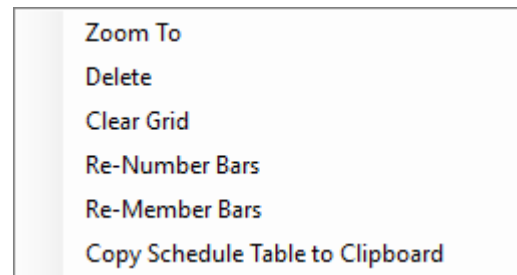 Zoom To
Delete
Clear Grid
Re-Number Bars
Re-Member Bars
Copy Schedule Table to Clipboard